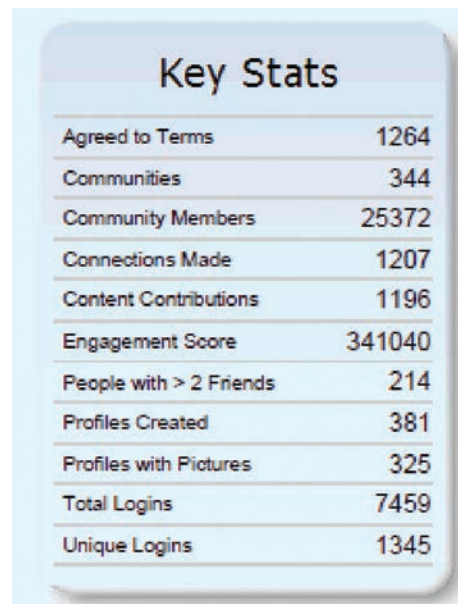 Key Stats
Agreed to Terms 1264
Communities 344
Community Members 25372
Connections Made 1207
Content Contributions 1196
Engagement Score 341040
People with > 2 Friends 214
Profiles Created 381
Profiles with Pictures 325
Total Logins 7459
Unique Logins 1345